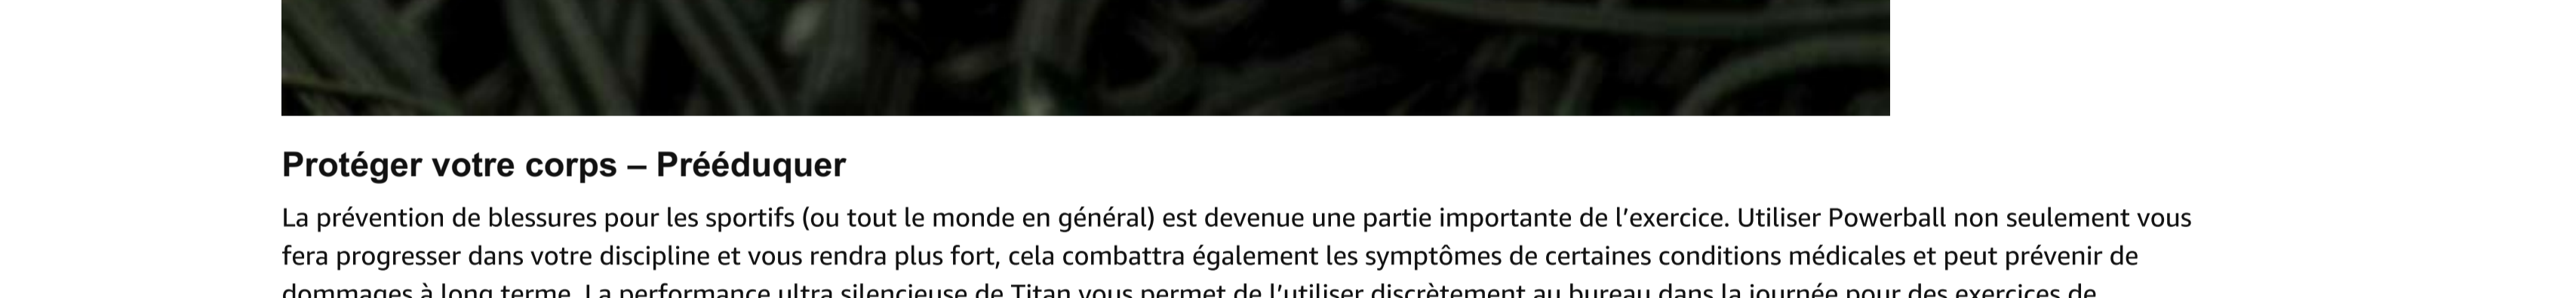 Protéger votre corps – Prééduquer
La prévention de blessures pour les sportifs (ou tout le monde en général) est devenue une partie importante de l’exercice. Utiliser Powerball non seulement vous
fera progresser dans votre discipline et vous rendra plus fort, cela combattra également les symptômes de certaines conditions médicales et peut prévenir de
dommages à long terme. La performance ultra silencieuse de Titan vous permet de l’utiliser discrètement au bureau dans la journée pour des exercices de